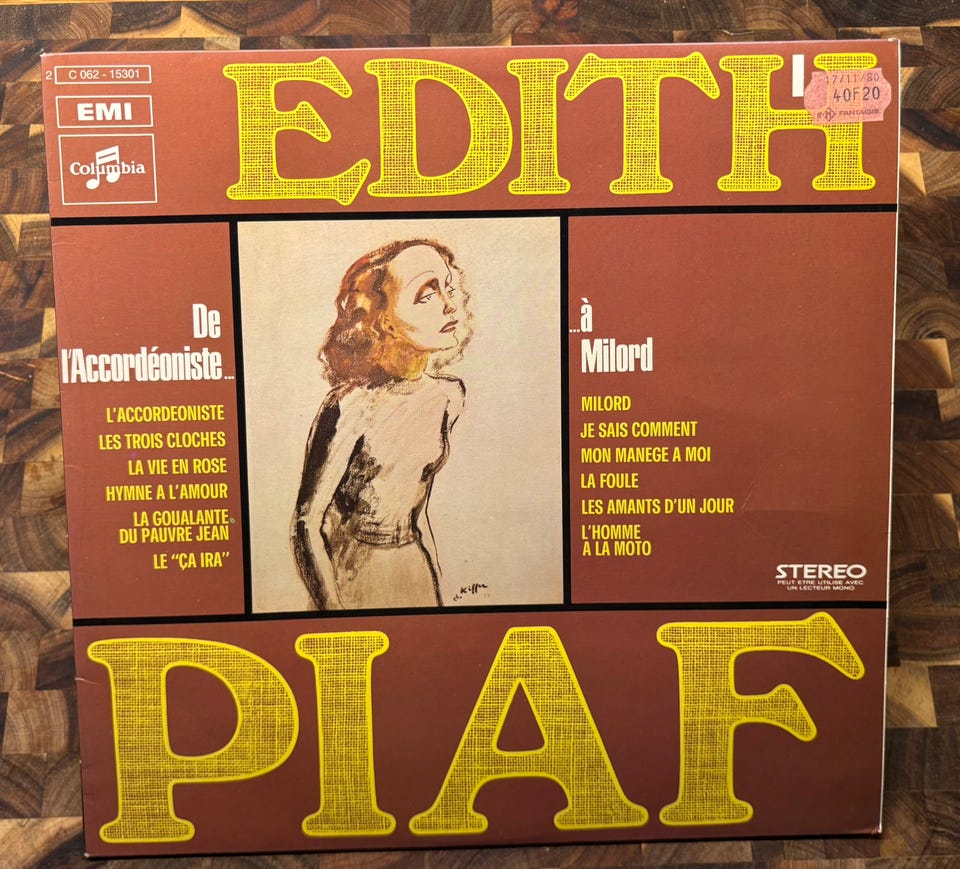 2 C 062 - 15301
EMI
Columbia
EDITH
17/11/80
40F20
FANTAISIE
De
l'Accordéoniste...
L'ACCORDEONISTE
LES TROIS CLOCHES
LA VIE EN ROSE
HYMNE A L'AMOUR
LA GOUALANTE
DU PAUVRE JEAN
LE “ÇA IRA”
Kiffer
...à
Milord
MILORD
JE SAIS COMMENT
MON MANEGE A MOI
LA FOULE
LES AMANTS D'UN JOUR
L'HOMME
A LA MOTO
STEREO
PEUT ETRE UTILISE AVEC
UN LECTEUR MONO
PIAF